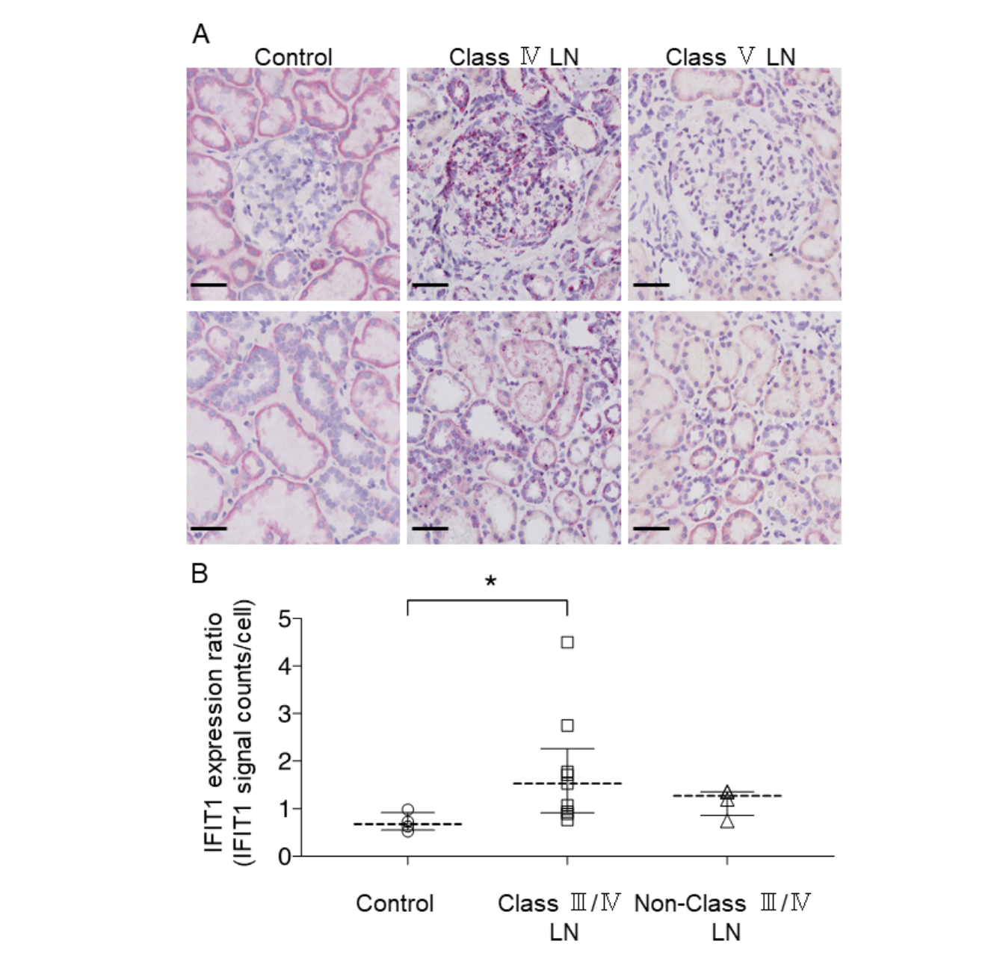 A
Control
Class Ⅳ LN
Class Ⅴ LN
B
*
IFIT1 expression ratio
(IFIT1 signal counts/cell)
5
4
3
2
1
0
Control
Class Ⅲ/Ⅳ
LN
Non-Class Ⅲ/Ⅳ
LN